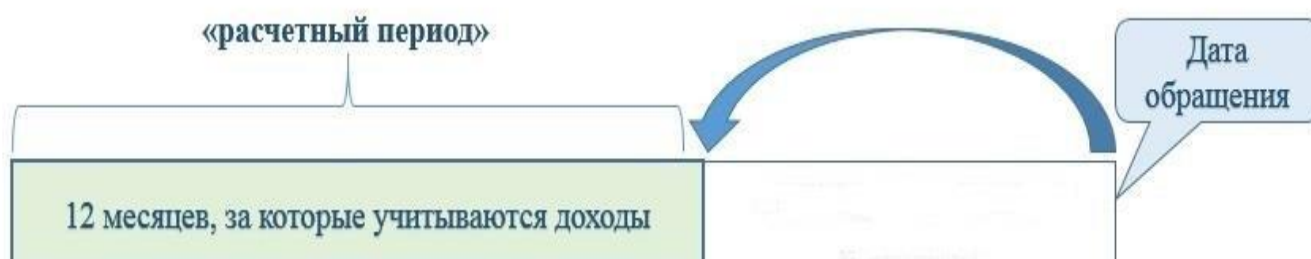 «расчетный период»
Дата
обращения
12 месяцев, за которые учитываются доходы